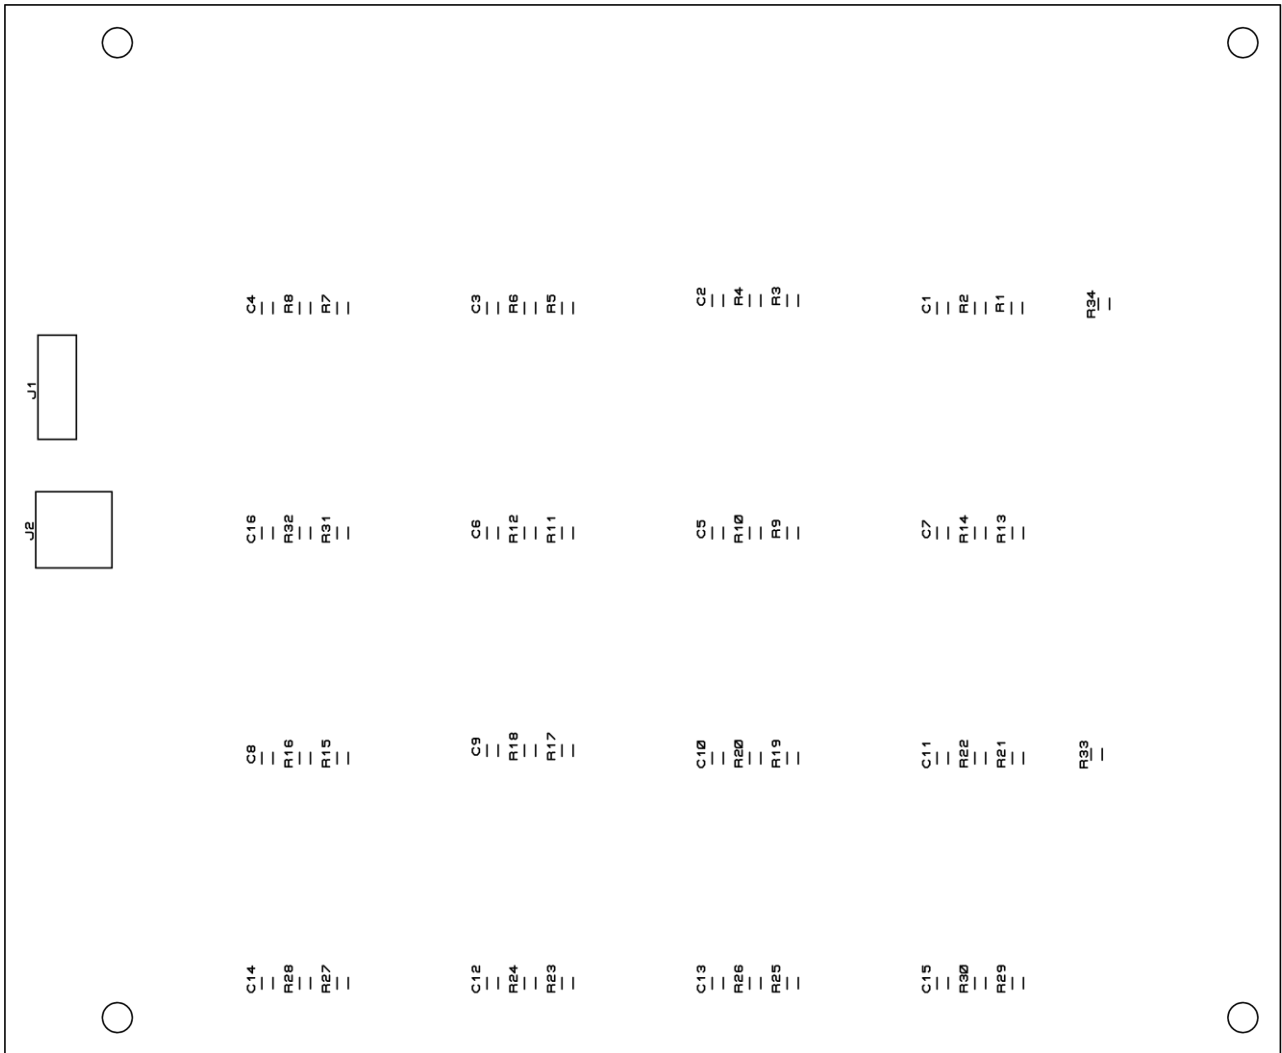 C4 R8 R7 C3 R6 R5 C2 R4 R3 C1 R2 R1 R34
J1
J2
C16 R32 R31 C6 R12 R11 C5 R10 R9 C7 R14 R13
C8 R16 R15 C9 R18 R17 C10 R20 R19 C11 R22 R21 R33
C14 R28 R27 C12 R24 R23 C13 R26 R25 C15 R30 R29